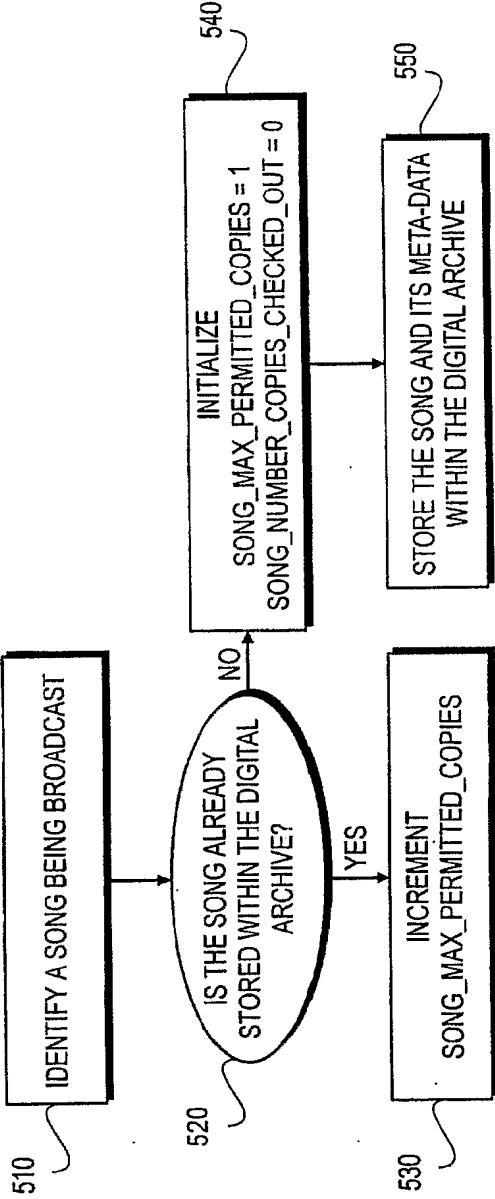 510
IDENTIFY A SONG BEING BROADCAST
520
IS THE SONG ALREADY
STORED WITHIN THE DIGITAL
ARCHIVE?
NO
YES
530
INCREMENT
SONG_MAX_PERMITTED_COPIES
540
INITIALIZE
SONG_MAX_PERMITTED_COPIES = 1
SONG_NUMBER_COPIES_CHECKED_OUT = 0
550
STORE THE SONG AND ITS META-DATA
WITHIN THE DIGITAL ARCHIVE